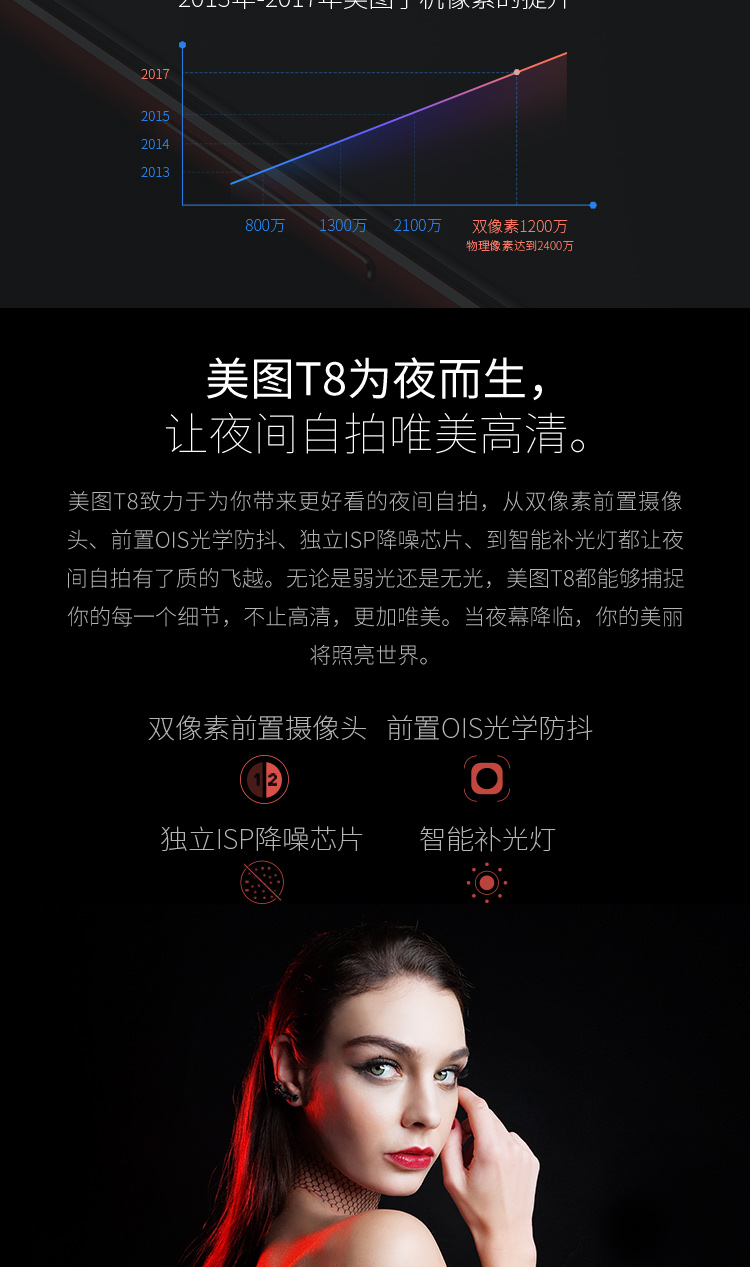 2013年-2017年美图手机像素的提升
2017
2015
2014
2013
800万
1300万
2100万
双像素1200万
物理像素达到2400万
美图T8为夜而生，
让夜间自拍唯美高清。
美图T8致力于为你带来更好看的夜间自拍，从双像素前置摄像
头、前置OIS光学防抖、独立ISP降噪芯片、到智能补光灯都让夜
间自拍有了质的飞越。无论是弱光还是无光，美图T8都能够捕捉
你的每一个细节，不止高清，更加唯美。当夜幕降临，你的美丽
将照亮世界。
双像素前置摄像头 前置OIS光学防抖
12
独立ISP降噪芯片 智能补光灯